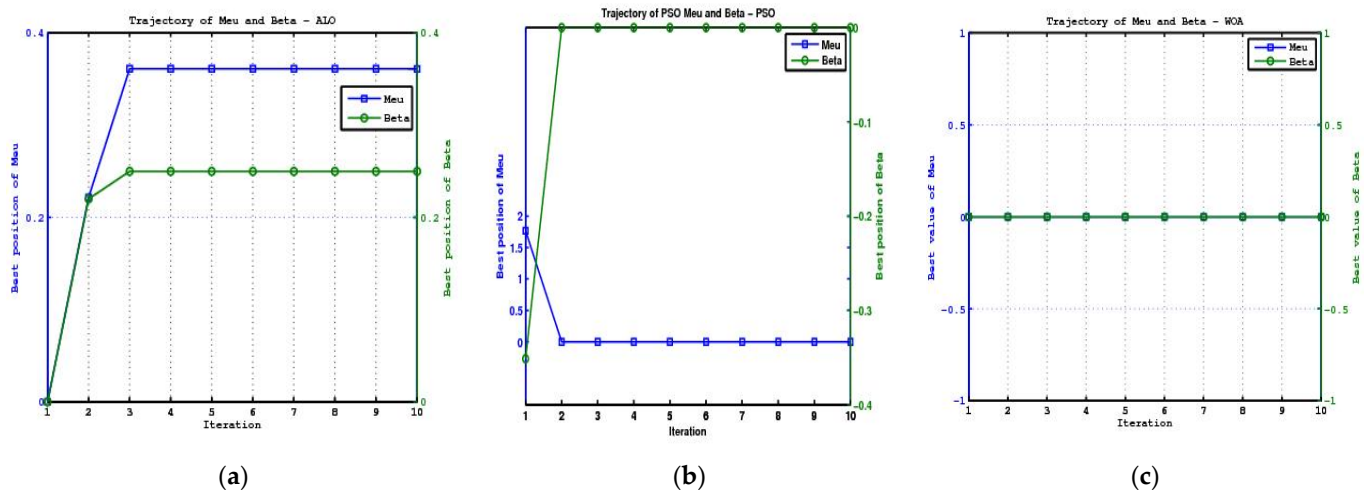 Trajectory of Meu and Beta – ALO
0.4
0.4
Meu
Beta
Best position of Meu
Best position of Beta
0.2
0.2
0
0
1 2 3 4 5 6 7 8 9 10
Iteration
(a)
Trajectory of PSO Meu and Beta – PSO
0
Meu
Beta
−0.1
Best position of Meu
Best position of Beta
2
−0.2
1.5
1
0.5
−0.3
0
−0.4
1 2 3 4 5 6 7 8 9 10
Iteration
(b)
Trajectory of Meu and Beta – WOA
1
1
Meu
Beta
0.5
0.5
Best value of Meu
Best value of Beta
0
0
−0.5
−0.5
−1
−1
1 2 3 4 5 6 7 8 9 10
Iteration
(c)